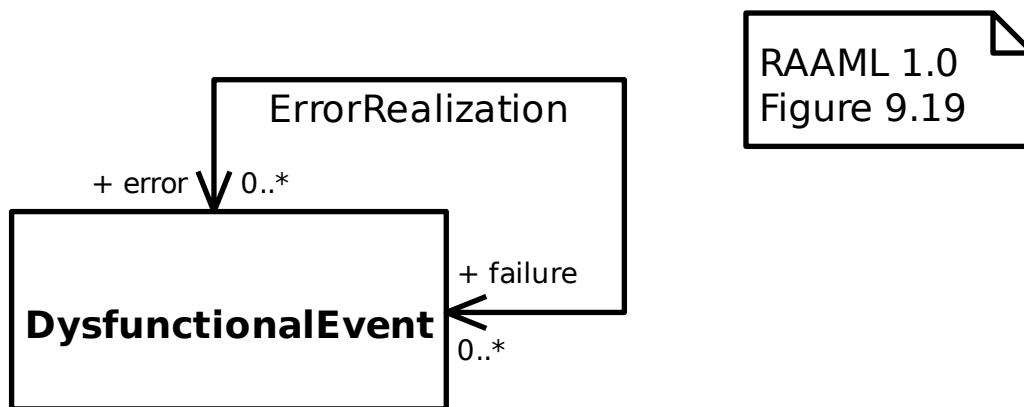 RAAML 1.0
Figure 9.19
ErrorRealization
+ error
0..*
+ failure
DysfunctionalEvent
0..*